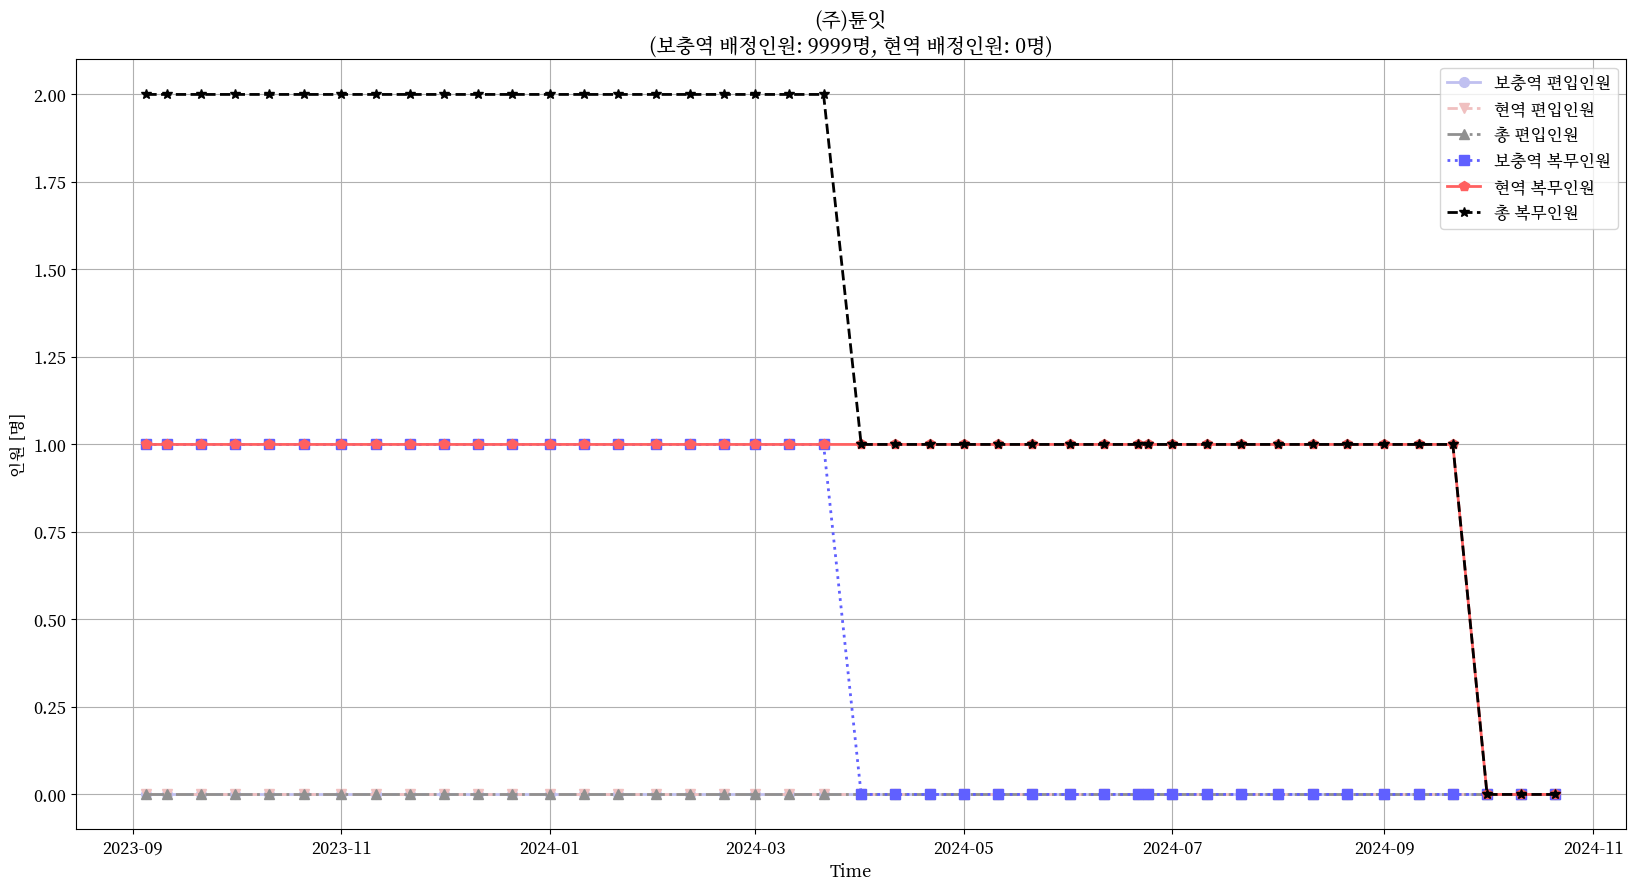 (주)튠잇
(보충역 배정인원: 9999명, 현역 배정인원: 0명)
보충역 편입인원
현역 편입인원
총 편입인원
보충역 복무인원
현역 복무인원
총 복무인원
2.00
1.75
1.50
1.25
1.00
0.75
0.50
0.25
0.00
인원 [명]
2023-09 2023-11 2024-01 2024-03 2024-05 2024-07 2024-09 2024-11
Time